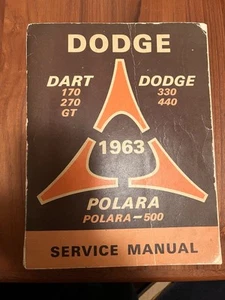 DODGE
DART DODGE
170 330
270 440
GT
1963
POLARA
POLARA-500
SERVICE MANUAL